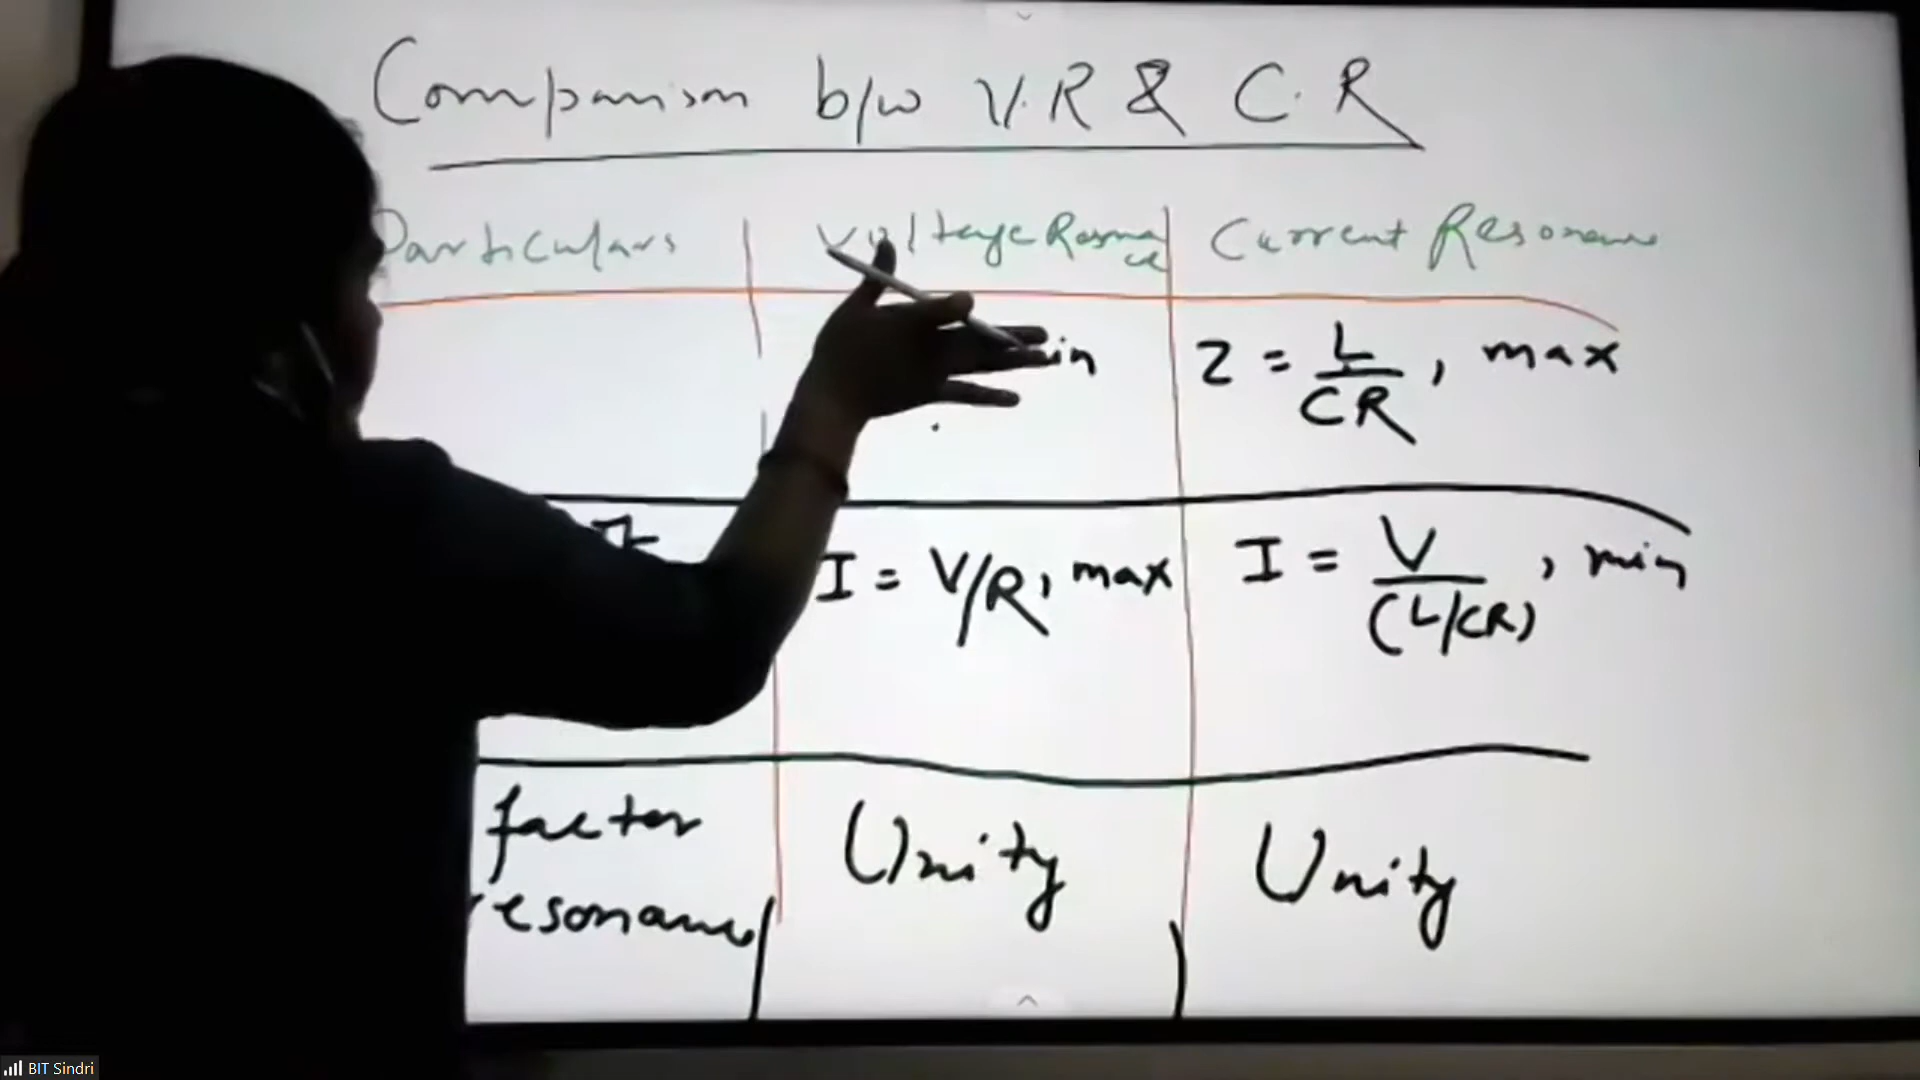 Comparison b/w V.R & C.R
Particulars Voltage Resonance Current Resonance
Z = L/CR, max
I = V/R, max I = V/(L/CR), min
factor Unity Unity
resonance
BIT Sindri